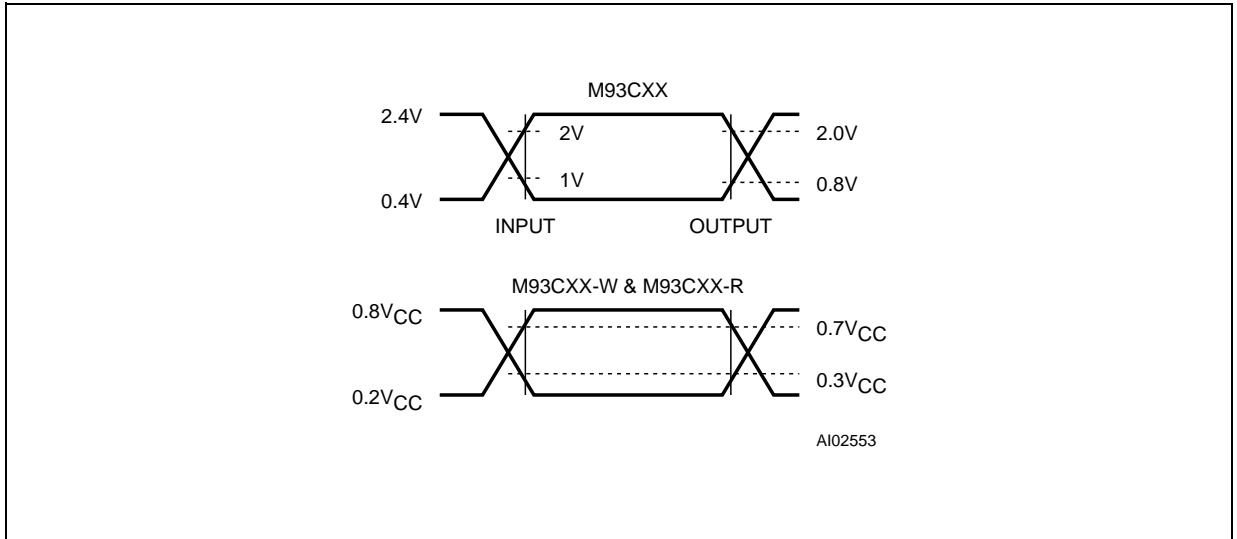 M93CXX
2.4V
2V
2.0V
1V
0.8V
0.4V
INPUT
OUTPUT
M93CXX-W & M93CXX-R
0.8VCC
0.7VCC
0.3VCC
0.2VCC
AI02553